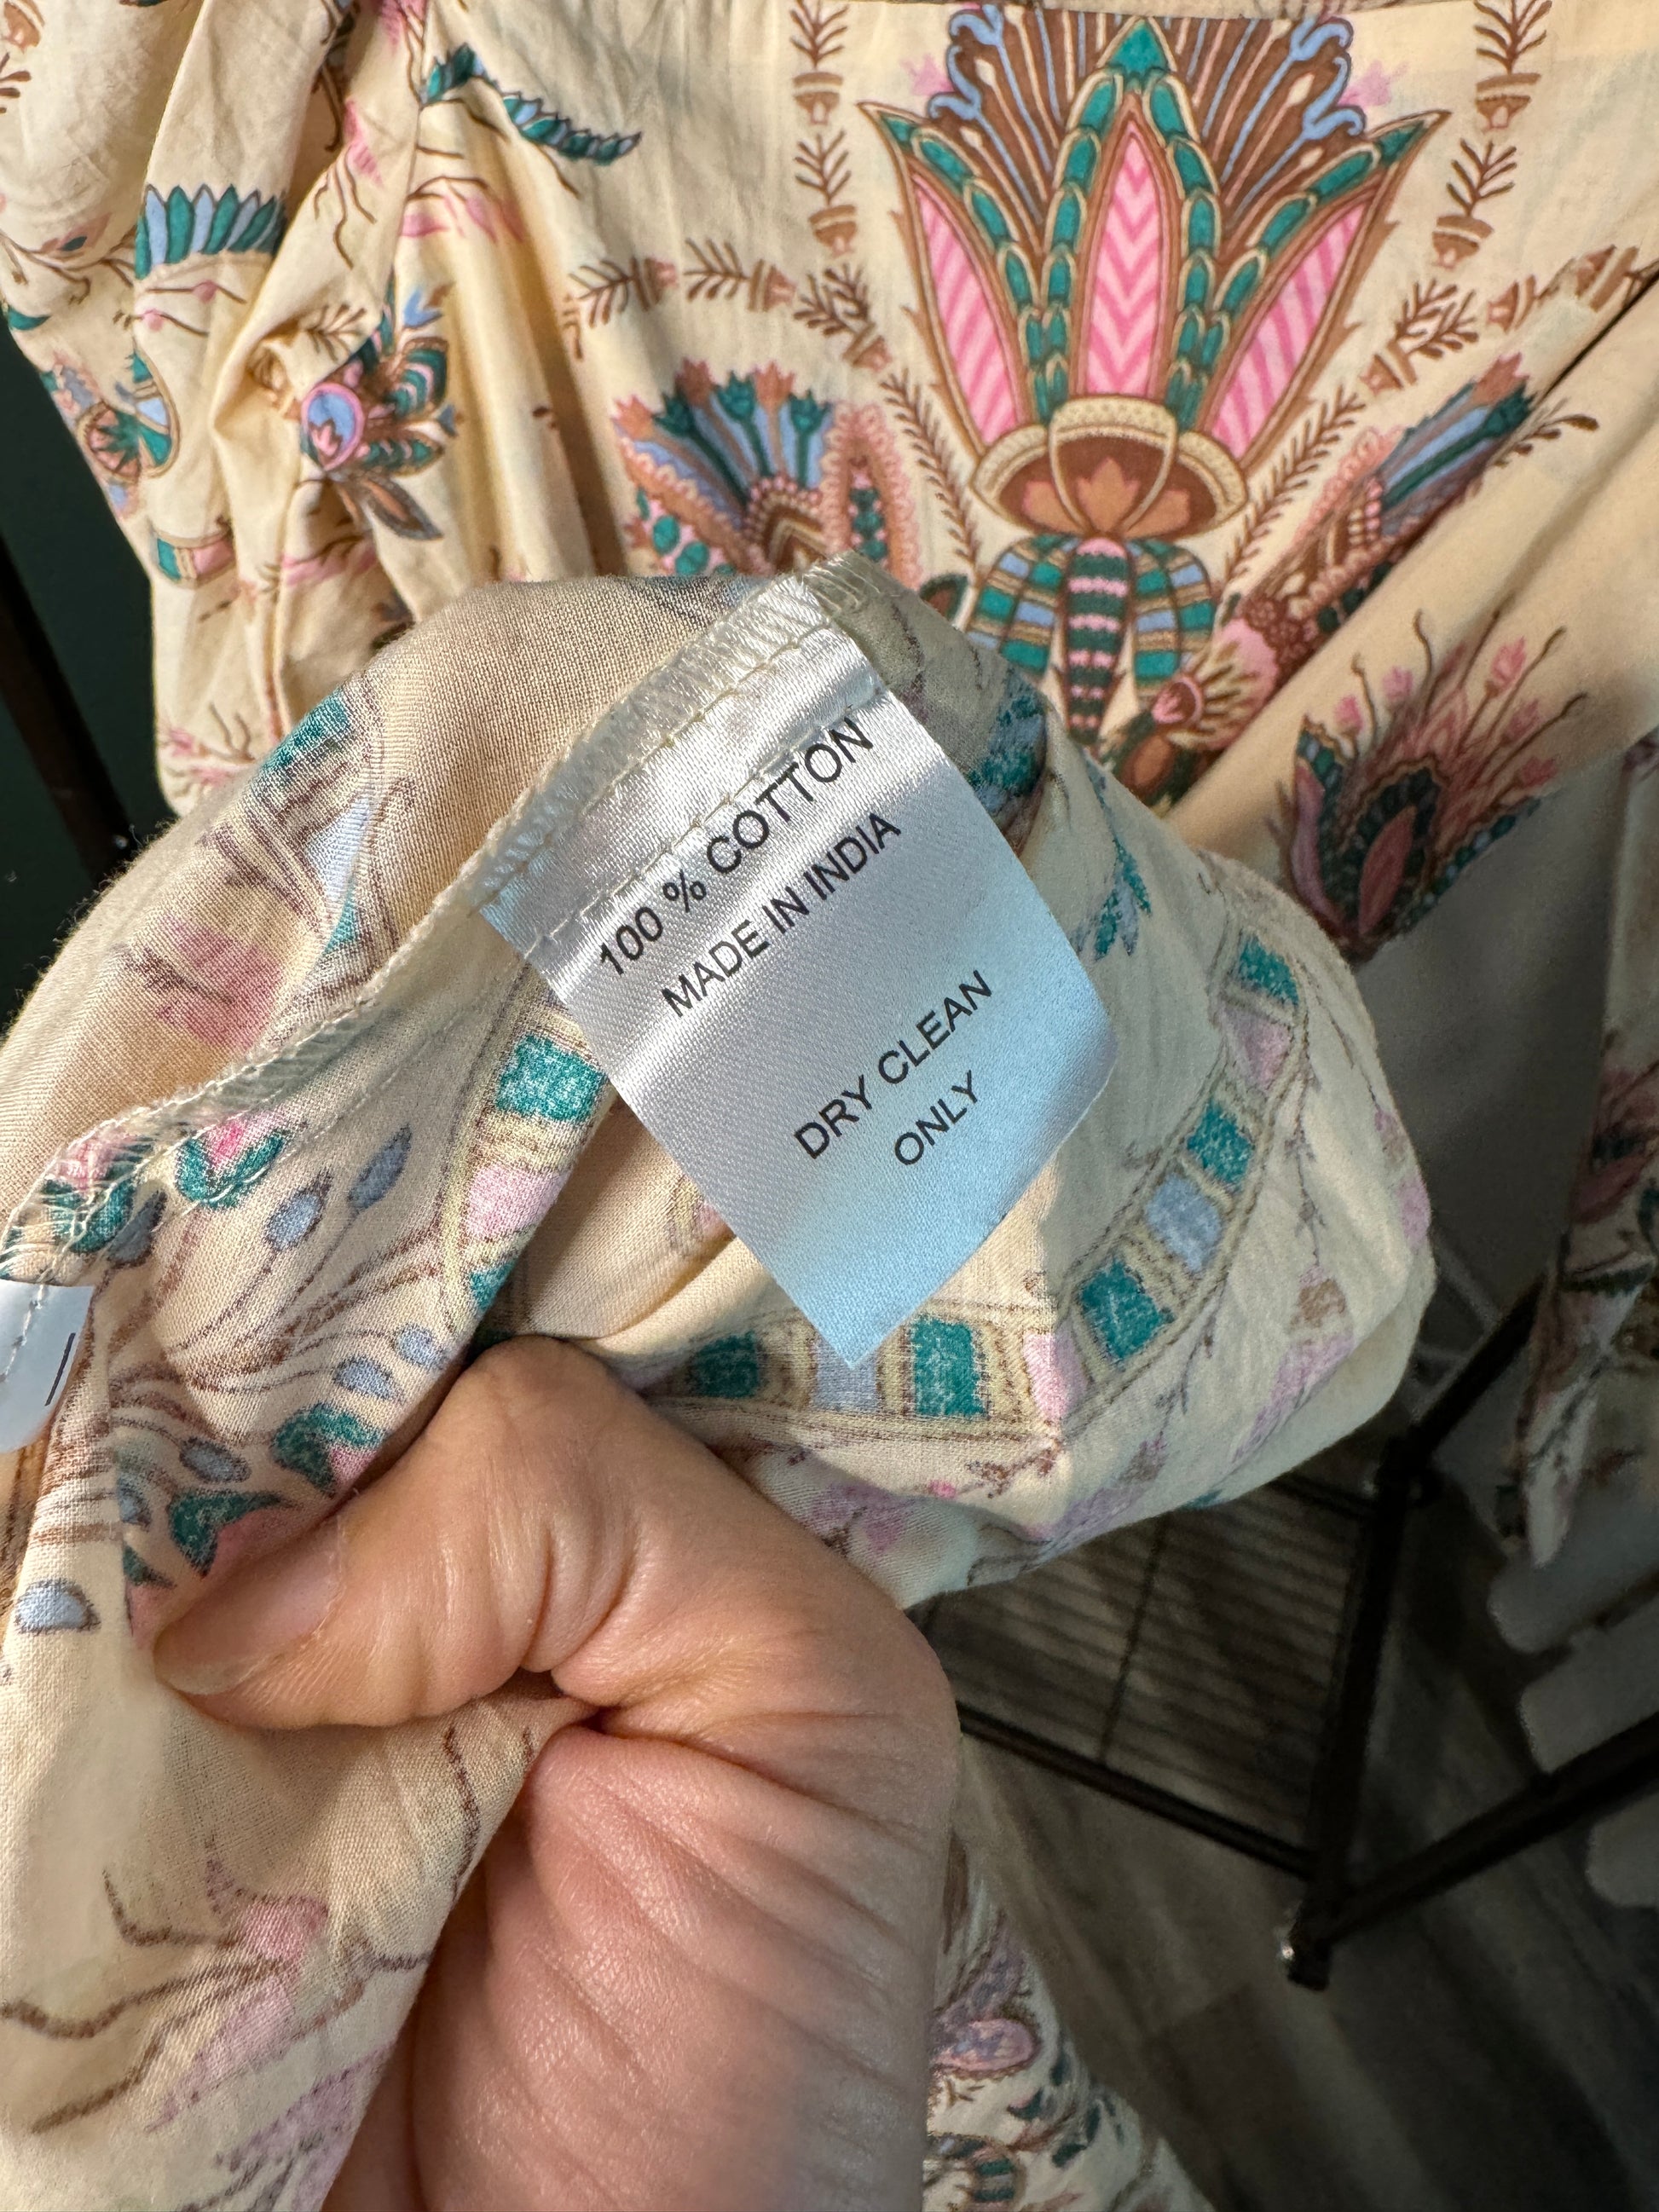 100 % COTTON
MADE IN INDIA
DRY CLEAN
ONLY